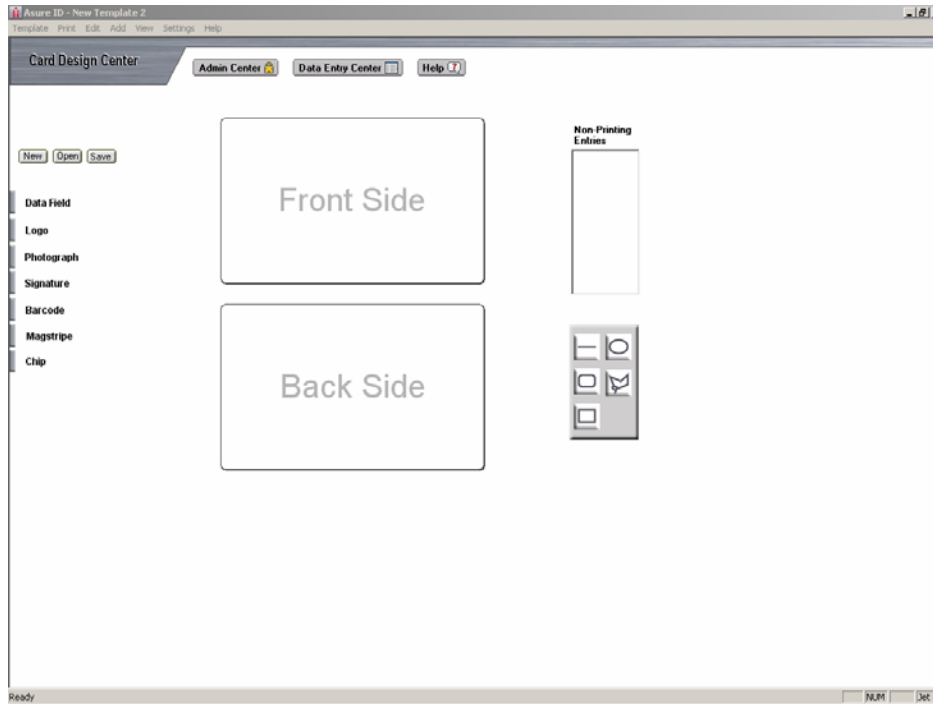 Asure ID - New Template 2
Template Print Edit Add View Settings Help
Card Design Center
Admin Center
Data Entry Center
Help
Non-Printing
Entries
New
Open
Save
Front Side
Data Field
Logo
Photograph
Signature
Barcode
Magstripe
Chip
Back Side
Ready
NUM
Jet